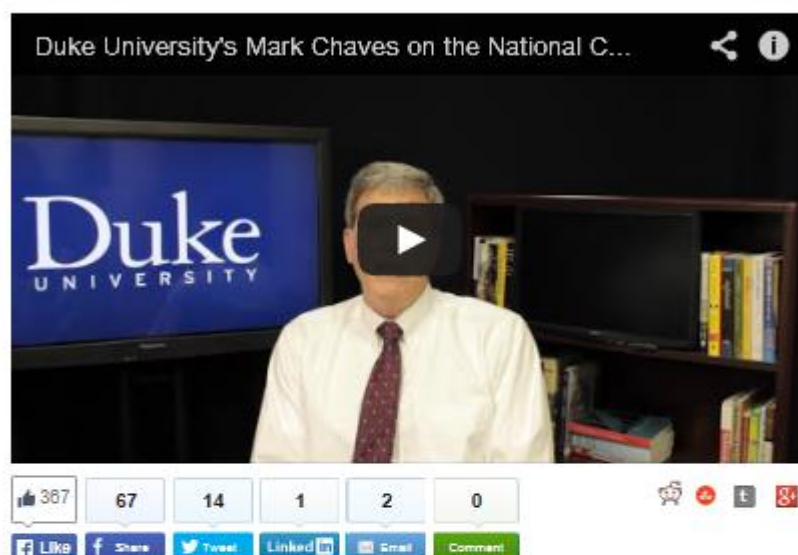 Duke University's Mark Chaves on the National C...
Duke
UNIVERSITY
387 67 14 1 2 0
Like Share Tweet Linked in Email Comment
t g+